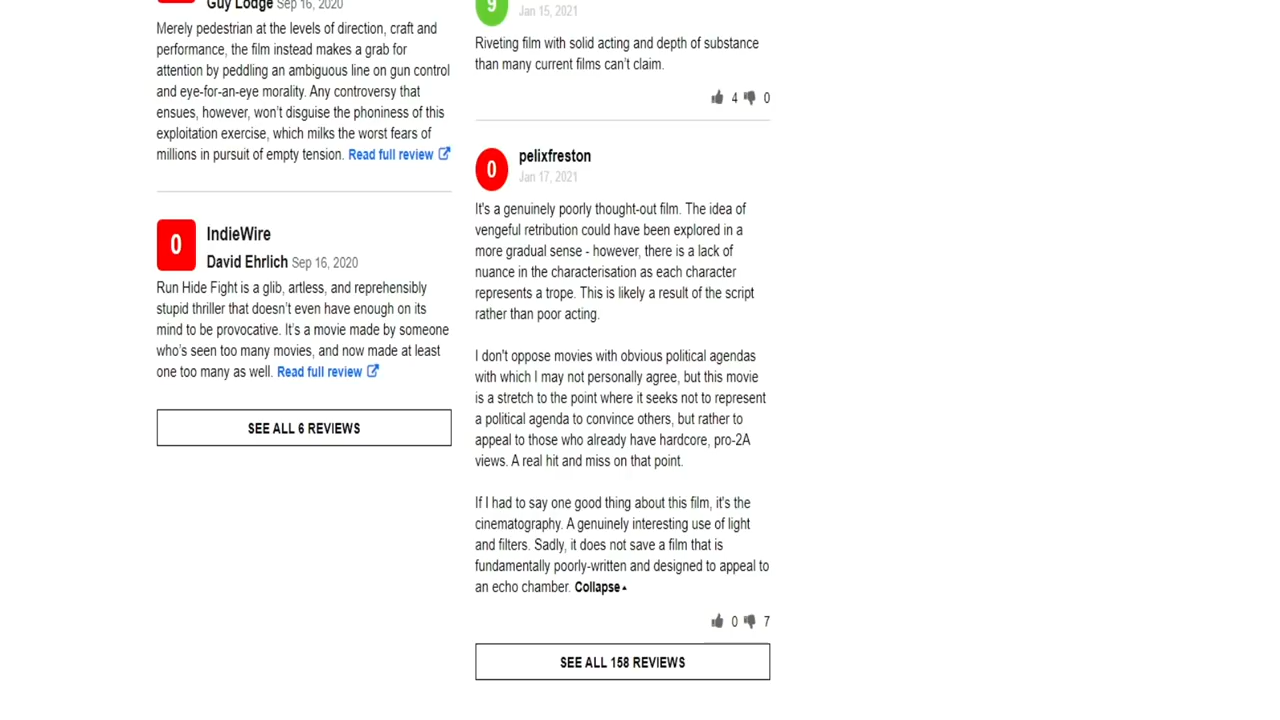 Guy Lodge Sep 16, 2020
Merely pedestrian at the levels of direction, craft and
performance, the film instead makes a grab for
attention by peddling an ambiguous line on gun control
and eye-for-an-eye morality. Any controversy that
ensues, however, won't disguise the phoniness of this
exploitation exercise, which milks the worst fears of
millions in pursuit of empty tension. Read full review
0
IndieWire
David Ehrlich Sep 16, 2020
Run Hide Fight is a glib, artless, and reprehensibly
stupid thriller that doesn't even have enough on its
mind to be provocative. It's a movie made by someone
who's seen too many movies, and now made at least
one too many as well. Read full review
SEE ALL 6 REVIEWS
9
Jan 15, 2021
Riveting film with solid acting and depth of substance
than many current films can't claim.
4 0
0
pelixfreston
Jan 17, 2021
It's a genuinely poorly thought-out film. The idea of
vengeful retribution could have been explored in a
more gradual sense - however, there is a lack of
nuance in the characterisation as each character
represents a trope. This is likely a result of the script
rather than poor acting.
I don't oppose movies with obvious political agendas
with which I may not personally agree, but this movie
is a stretch to the point where it seeks not to represent
a political agenda to convince others, but rather to
appeal to those who already have hardcore, pro-2A
views. A real hit and miss on that point.
If I had to say one good thing about this film, it's the
cinematography. A genuinely interesting use of light
and filters. Sadly, it does not save a film that is
fundamentally poorly-written and designed to appeal to
an echo chamber. Collapse
0 7
SEE ALL 158 REVIEWS